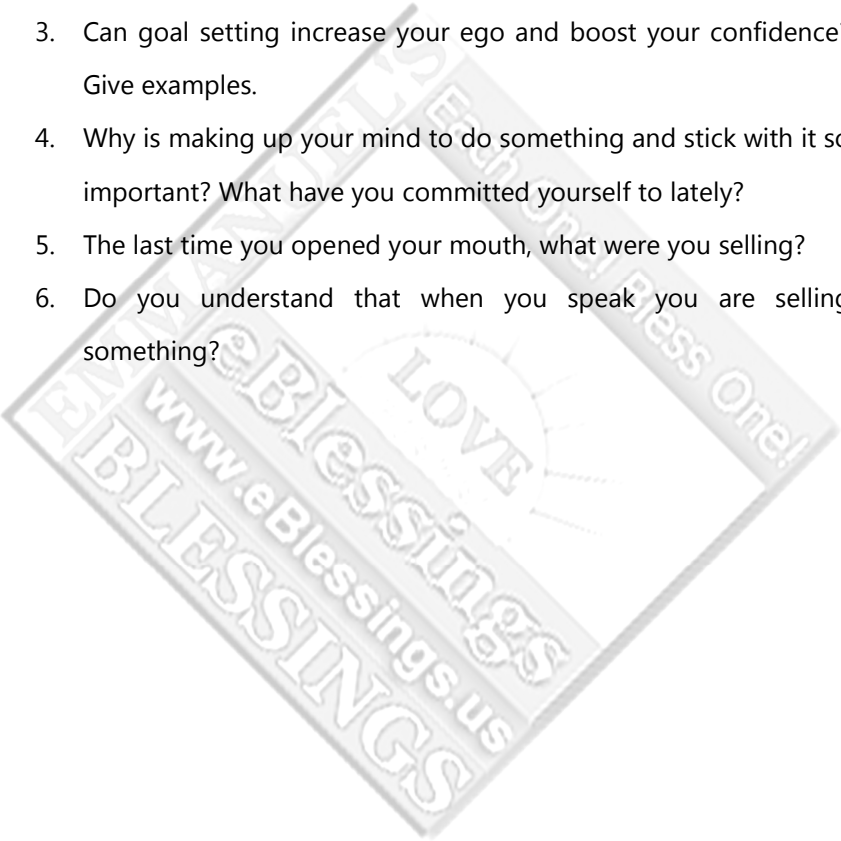 3. Can goal setting increase your ego and boost your confidence?
Give examples.
4. Why is making up your mind to do something and stick with it so
important? What have you committed yourself to lately?
5. The last time you opened your mouth, what were you selling?
6. Do you understand that when you speak you are selling
something?
EMMANUEL'S
Each One! Bless One!
LOVE
eBlessings
www.eBlessings.us
BLESSINGS